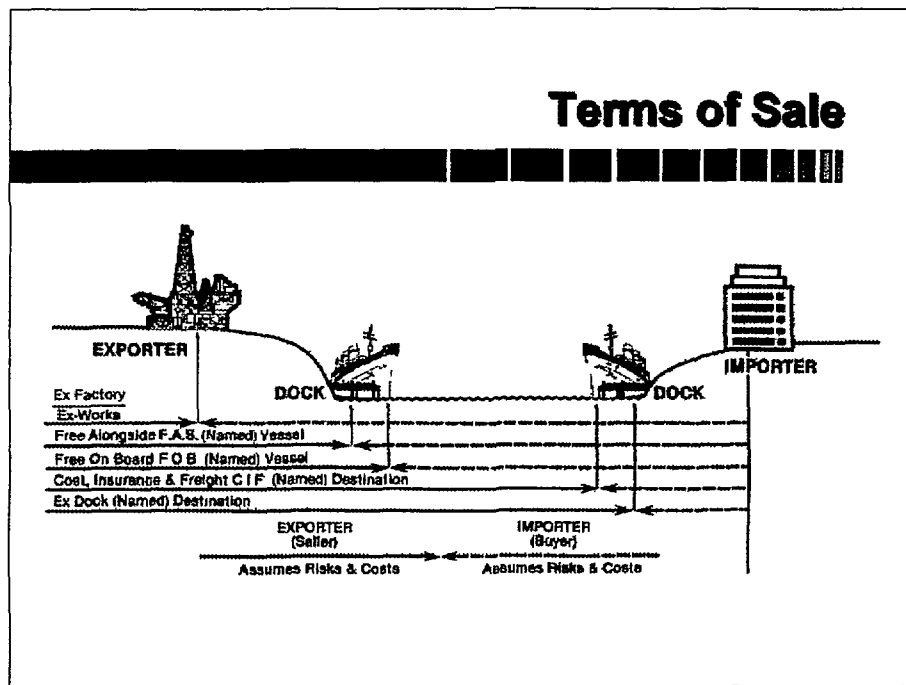 Terms of Sale
EXPORTER
IMPORTER
DOCK
DOCK
Ex Factory
Ex-Works
Free Alongside F.A.S. (Named) Vessel
Free On Board F O B (Named) Vessel
Cost, Insurance & Freight C I F (Named) Destination
Ex Dock (Named) Destination
EXPORTER
(Seller)
IMPORTER
(Buyer)
Assumes Risks & Costs
Assumes Risks & Costs